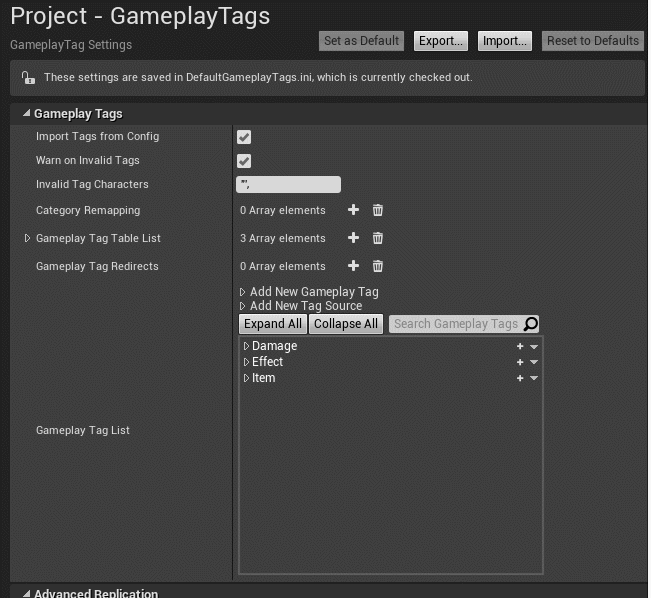 Project - GameplayTags
GameplayTag Settings
Set as Default Export... Import... Reset to Defaults
These settings are saved in DefaultGameplayTags.ini, which is currently checked out.
Gameplay Tags
Import Tags from Config
Warn on Invalid Tags
Invalid Tag Characters "',
Category Remapping 0 Array elements
Gameplay Tag Table List 3 Array elements
Gameplay Tag Redirects 0 Array elements
Add New Gameplay Tag
Add New Tag Source
Expand All Collapse All Search Gameplay Tags
Damage
Effect
Item
Gameplay Tag List
Advanced Replication